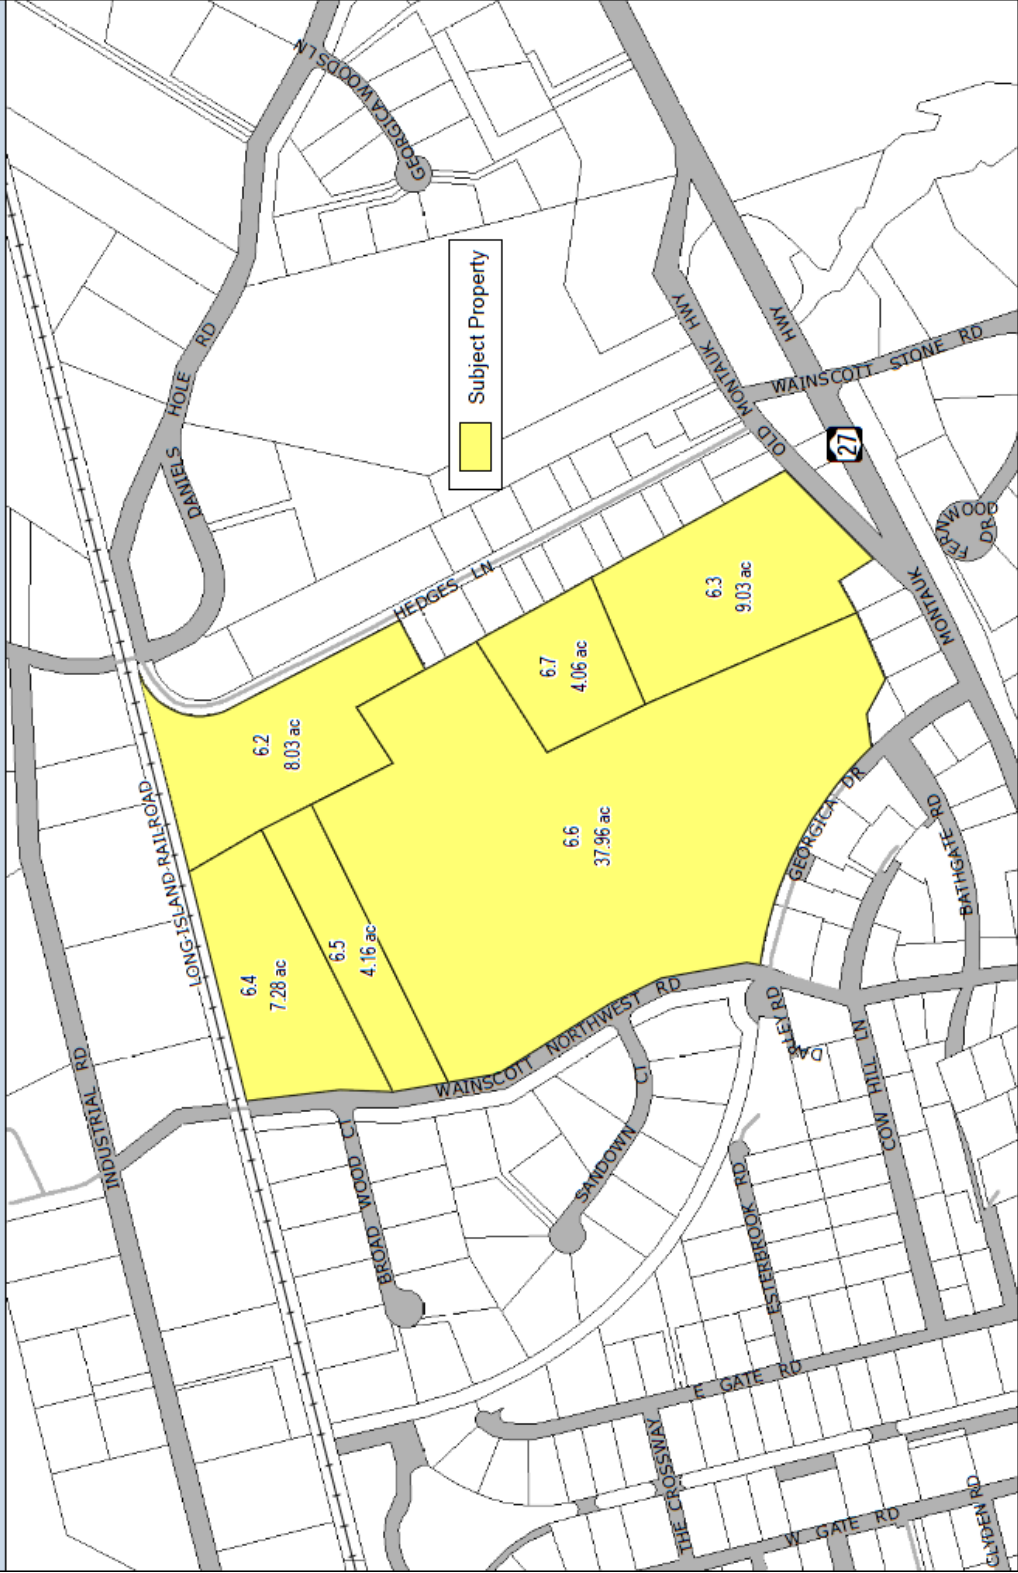 INDUSTRIAL RD
LONG ISLAND RAILROAD
DANIELS HOLE RD
GEORGICA WOODS LN
Subject Property
HEDGES LN
OLD MONTAUK HWY
MONTAUK HWY
27
WAINSCOTT STONE RD
FERNWOOD
DR
6.2
8.03 ac
6.3
9.03 ac
6.4
7.28 ac
6.5
4.16 ac
6.6
37.96 ac
6.7
4.06 ac
WAINSCOTT NORTHWEST RD
GEORGICA DR
BATHGATE RD
DARLEY RD
COW HILL LN
BROAD WOOD CT
SANDOWN CT
ESTERBROOK RD
E GATE RD
THE CROSSWAY
W GATE RD
CLYDEN RD